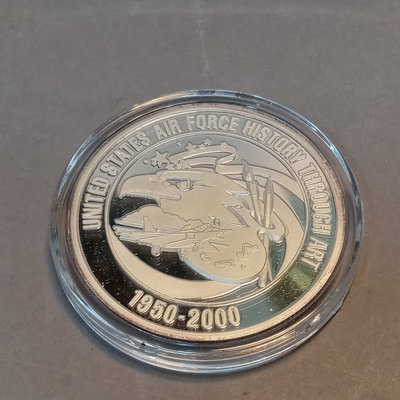 UNITED STATES AIR FORCE HISTORY THROUGH ART
1950-2000